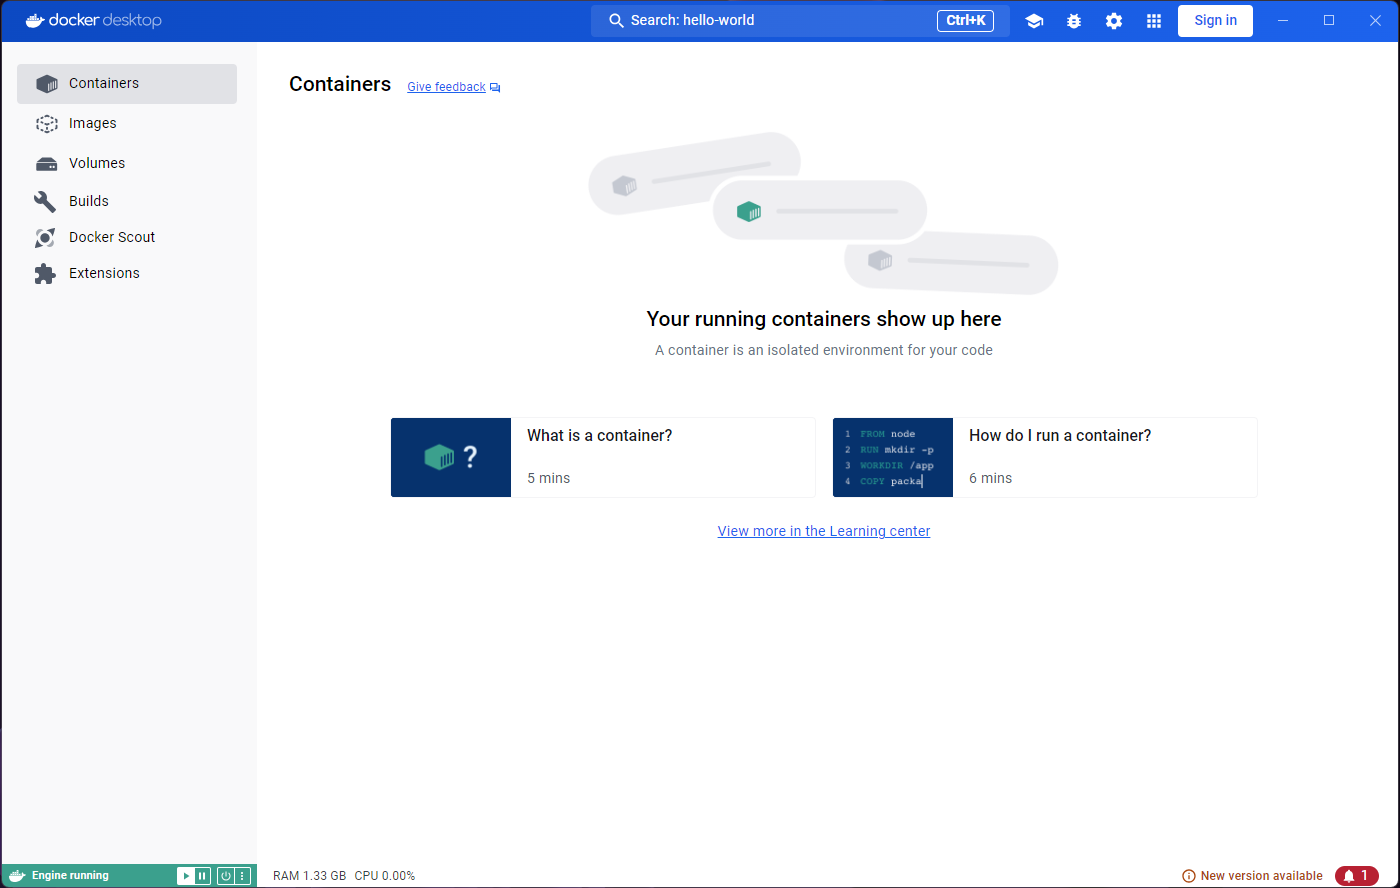 docker desktop
Search: hello-world
Ctrl+K
Sign in
Containers
Images
Volumes
Builds
Docker Scout
Extensions
Containers
Give feedback
Your running containers show up here
A container is an isolated environment for your code
?
What is a container?
5 mins
1 FROM node
2 RUN mkdir -p
3 WORKDIR /app
4 COPY packa
How do I run a container?
6 mins
View more in the Learning center
Engine running
RAM 1.33 GB CPU 0.00%
New version available
1